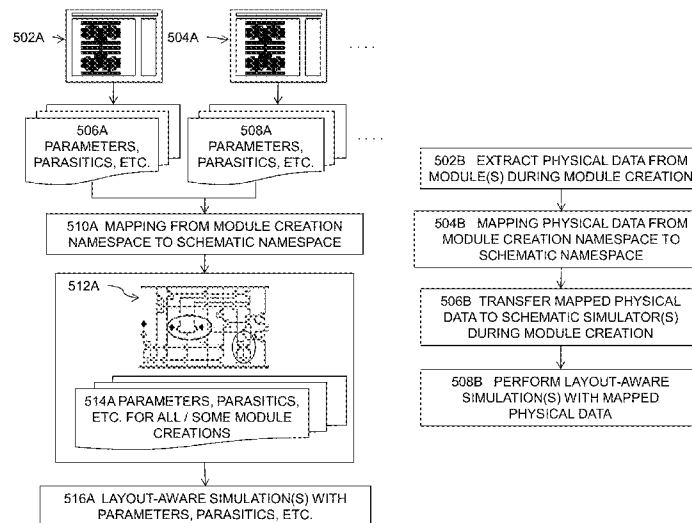 502A
504A
. . . .
506A
PARAMETERS,
PARASITICS, ETC.
508A
PARAMETERS,
PARASITICS, ETC.
. . . .
510A MAPPING FROM MODULE CREATION
NAMESPACE TO SCHEMATIC NAMESPACE
512A
514A PARAMETERS, PARASITICS,
ETC. FOR ALL / SOME MODULE
CREATIONS
516A LAYOUT-AWARE SIMULATION(S) WITH
PARAMETERS, PARASITICS, ETC.
502B EXTRACT PHYSICAL DATA FROM
MODULE(S) DURING MODULE CREATION
504B MAPPING PHYSICAL DATA FROM
MODULE CREATION NAMESPACE TO
SCHEMATIC NAMESPACE
506B TRANSFER MAPPED PHYSICAL
DATA TO SCHEMATIC SIMULATOR(S)
DURING MODULE CREATION
508B PERFORM LAYOUT-AWARE
SIMULATION(S) WITH MAPPED
PHYSICAL DATA